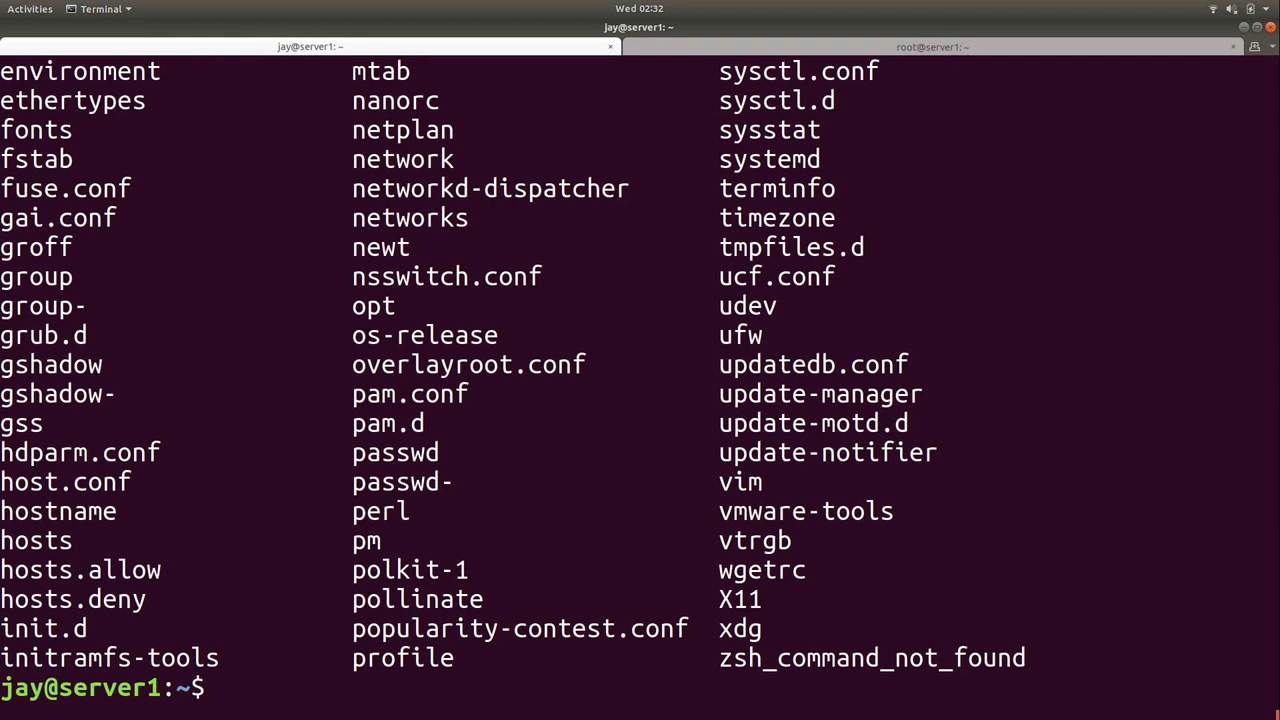 Activities Terminal Wed 02:32
jay@server1: ~
jay@server1: ~ × root@server1: ~ ×
environment mtab sysctl.conf
ethertypes nanorc sysctl.d
fonts netplan sysstat
fstab network systemd
fuse.conf networkd-dispatcher terminfo
gai.conf networks timezone
groff newt tmpfiles.d
group nsswitch.conf ucf.conf
group- opt udev
grub.d os-release ufw
gshadow overlayroot.conf updatedb.conf
gshadow- pam.conf update-manager
gss pam.d update-motd.d
hdparm.conf passwd update-notifier
host.conf passwd- vim
hostname perl vmware-tools
hosts pm vtrgb
hosts.allow polkit-1 wgetrc
hosts.deny pollinate X11
init.d popularity-contest.conf xdg
initramfs-tools profile zsh_command_not_found
jay@server1:~$